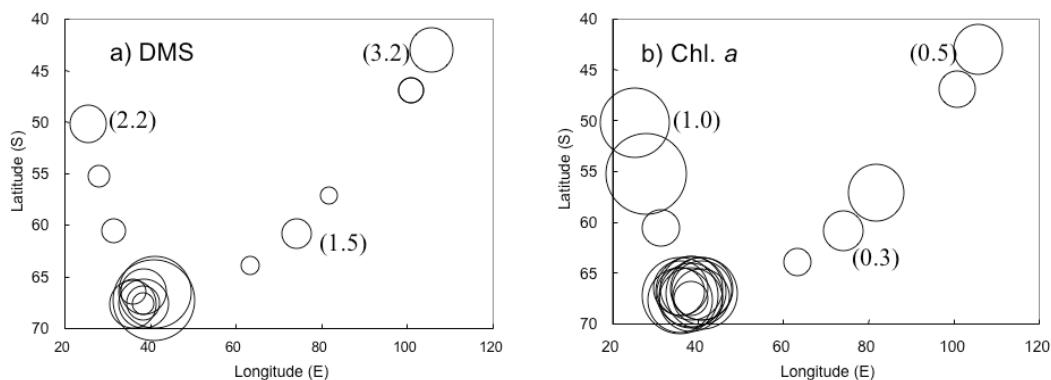 a) DMS
40
45
50
55
60
65
70
20 40 60 80 100 120
Latitude (S)
Longitude (E)
(3.2)
(2.2)
(1.5)
b) Chl. a
40
45
50
55
60
65
70
20 40 60 80 100 120
Latitude (S)
Longitude (E)
(0.5)
(1.0)
(0.3)